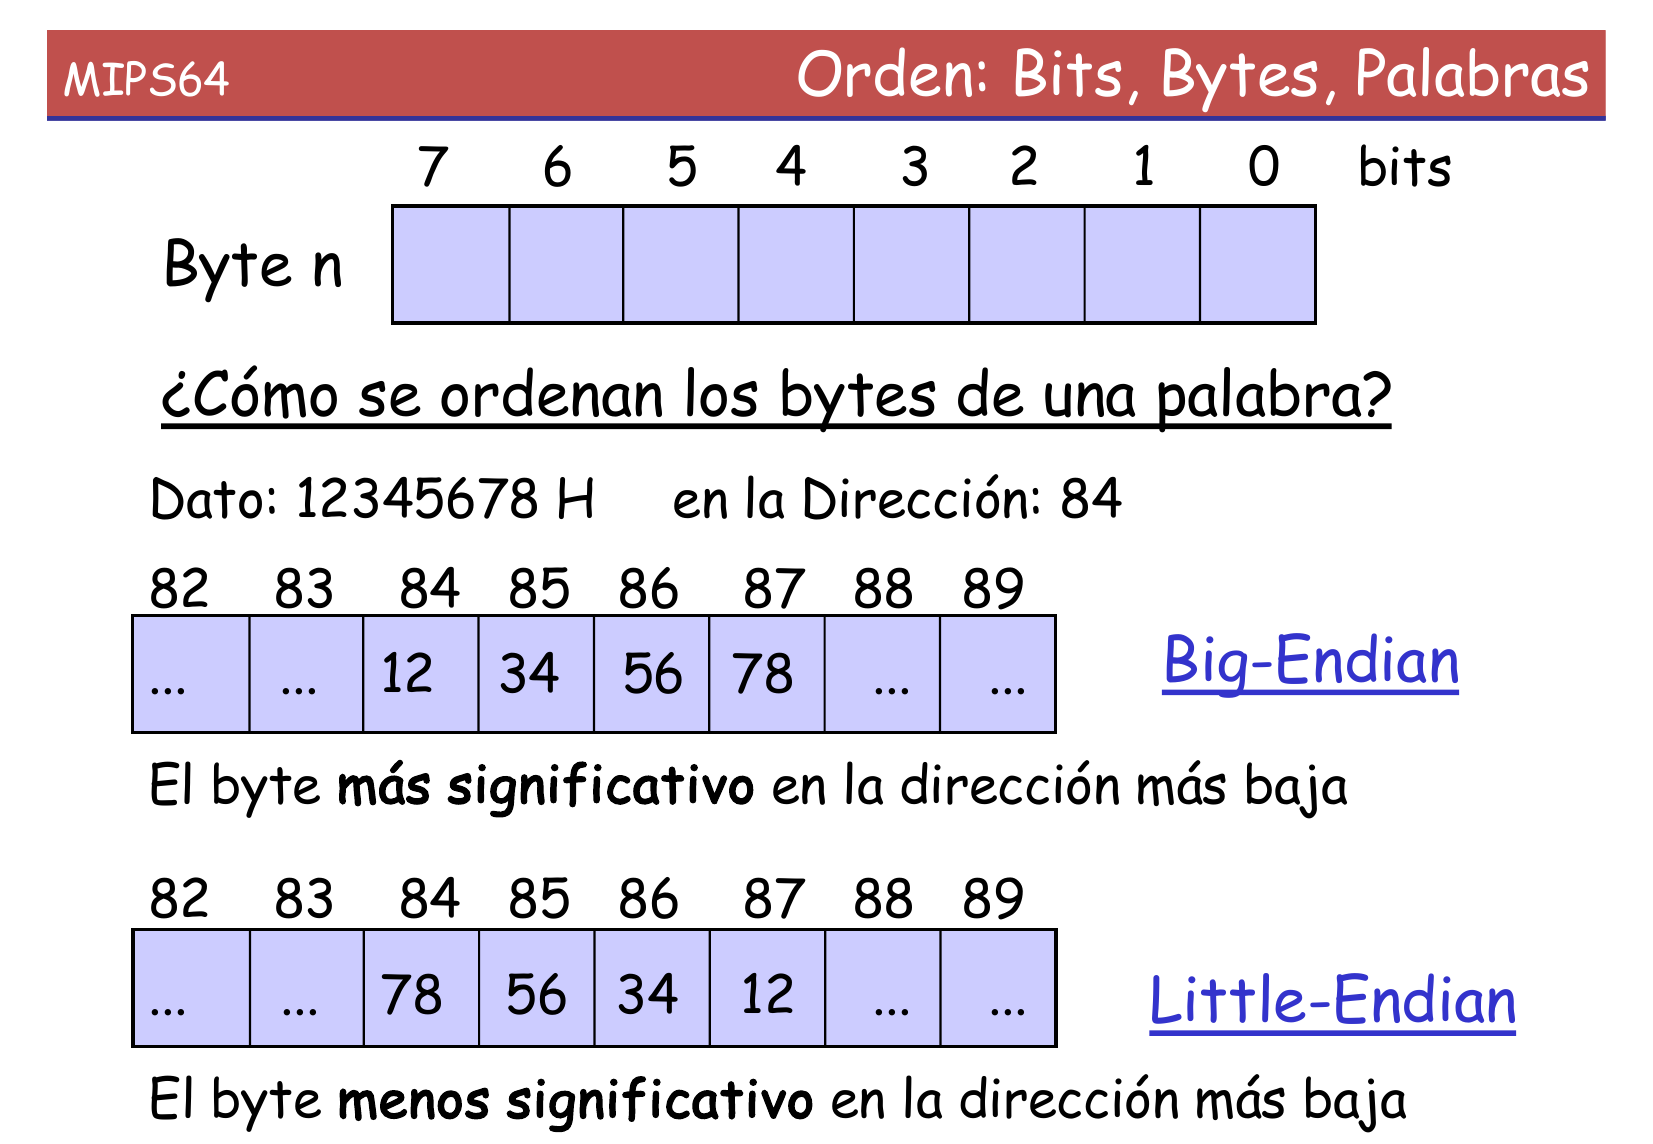 MIPS64 Orden: Bits, Bytes, Palabras
7 6 5 4 3 2 1 0 bits
Byte n
¿Cómo se ordenan los bytes de una palabra?
Dato: 12345678 H en la Dirección: 84
82 83 84 85 86 87 88 89
... ... 12 34 56 78 ... ... Big-Endian
El byte más significativo en la dirección más baja
82 83 84 85 86 87 88 89
... ... 78 56 34 12 ... ... Little-Endian
El byte menos significativo en la dirección más baja